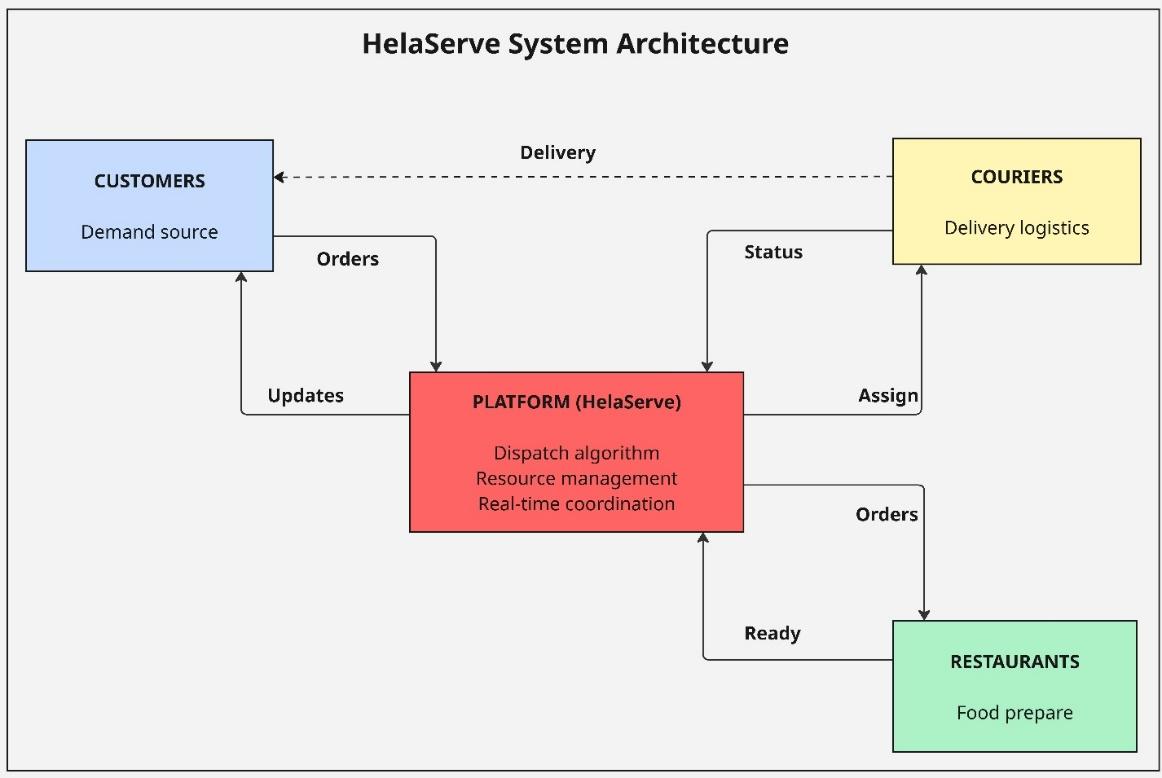 HelaServe System Architecture
Delivery
CUSTOMERS
Demand source
COURIERS
Delivery logistics
Orders
Status
Updates
Assign
PLATFORM (HelaServe)
Dispatch algorithm
Resource management
Real-time coordination
Orders
Ready
RESTAURANTS
Food prepare